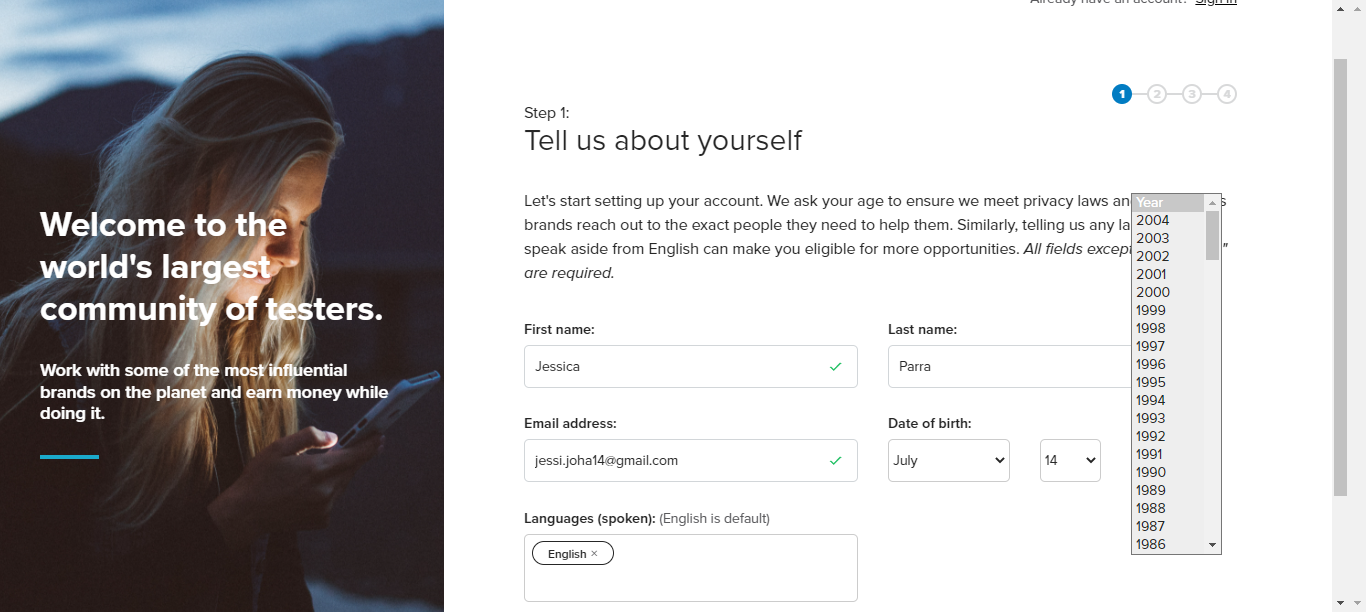 Already have an account? Sign in
1 2 3 4
Step 1:
Tell us about yourself
Welcome to the
world's largest
community of testers.
Work with some of the most influential
brands on the planet and earn money while
doing it.
Let's start setting up your account. We ask your age to ensure we meet privacy laws
brands reach out to the exact people they need to help them. Similarly, telling us any
speak aside from English can make you eligible for more opportunities. All fields except "
are required.
First name:
Last name:
Jessica
Parra
Email address:
Date of birth:
jessi.joha14@gmail.com
July
14
Year
2004
2003
2002
2001
2000
1999
1998
1997
1996
1995
1994
1993
1992
1991
1990
1989
1988
1987
1986
Languages (spoken): (English is default)
English ×